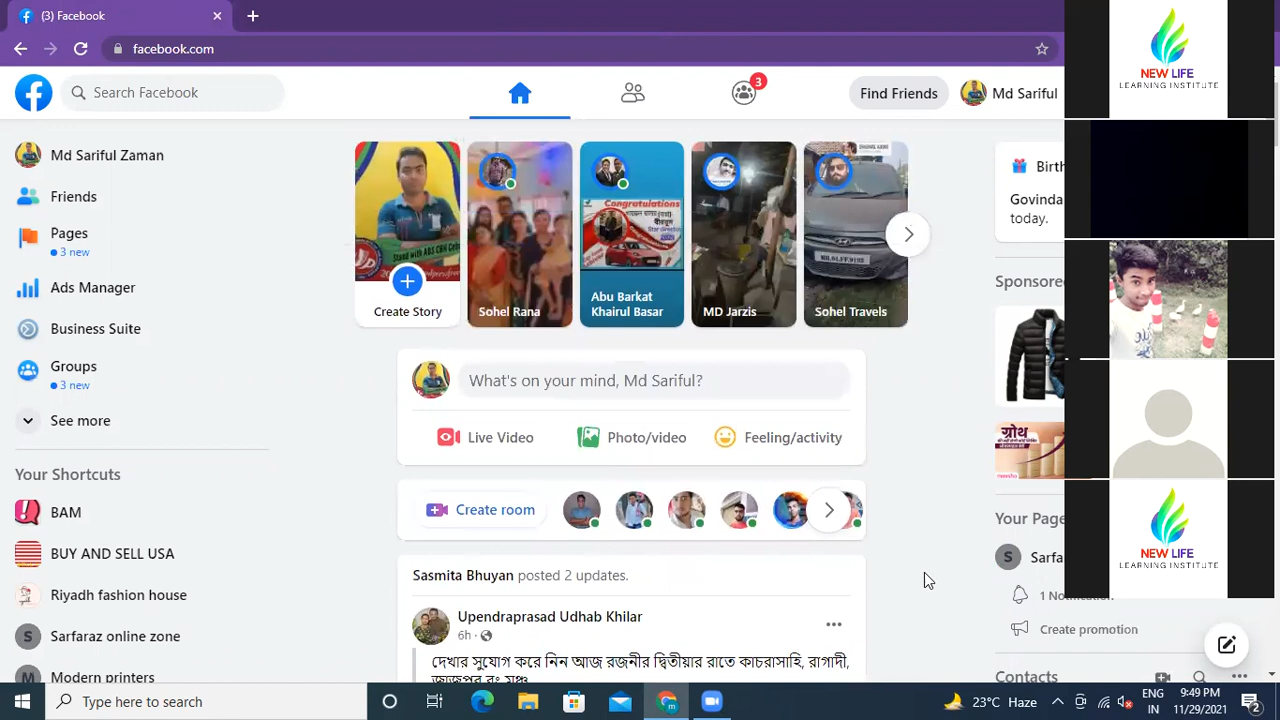 (3) Facebook
facebook.com
Search Facebook
3
Find Friends
Md Sariful
Md Sariful Zaman
Friends
Pages
3 new
Ads Manager
Business Suite
Groups
3 new
See more
Your Shortcuts
BAM
BUY AND SELL USA
Riyadh fashion house
Sarfaraz online zone
Modern printers
Create Story
Sohel Rana
Congratulations
Abu Barkat
Khairul Basar
MD Jarzis
Sohel Travels
What's on your mind, Md Sariful?
Live Video
Photo/video
Feeling/activity
Create room
Sasmita Bhuyan posted 2 updates.
Upendraprasad Udhab Khilar
6h
দেখার সুযোগ করে নিন আজ রজনীর দ্বিতীয়ার রাতে কাচরাসাহি, রাগাদী,
Birth
Govinda
today.
Sponsored
ग्रोथ
meesho
Your Pag
Sarfa
1 Notification
Create promotion
Contacts
NEW LIFE
LEARNING INSTITUTE
NEW LIFE
LEARNING INSTITUTE
Type here to search
23°C Haze
ENG
IN
9:49 PM
11/29/2021
2